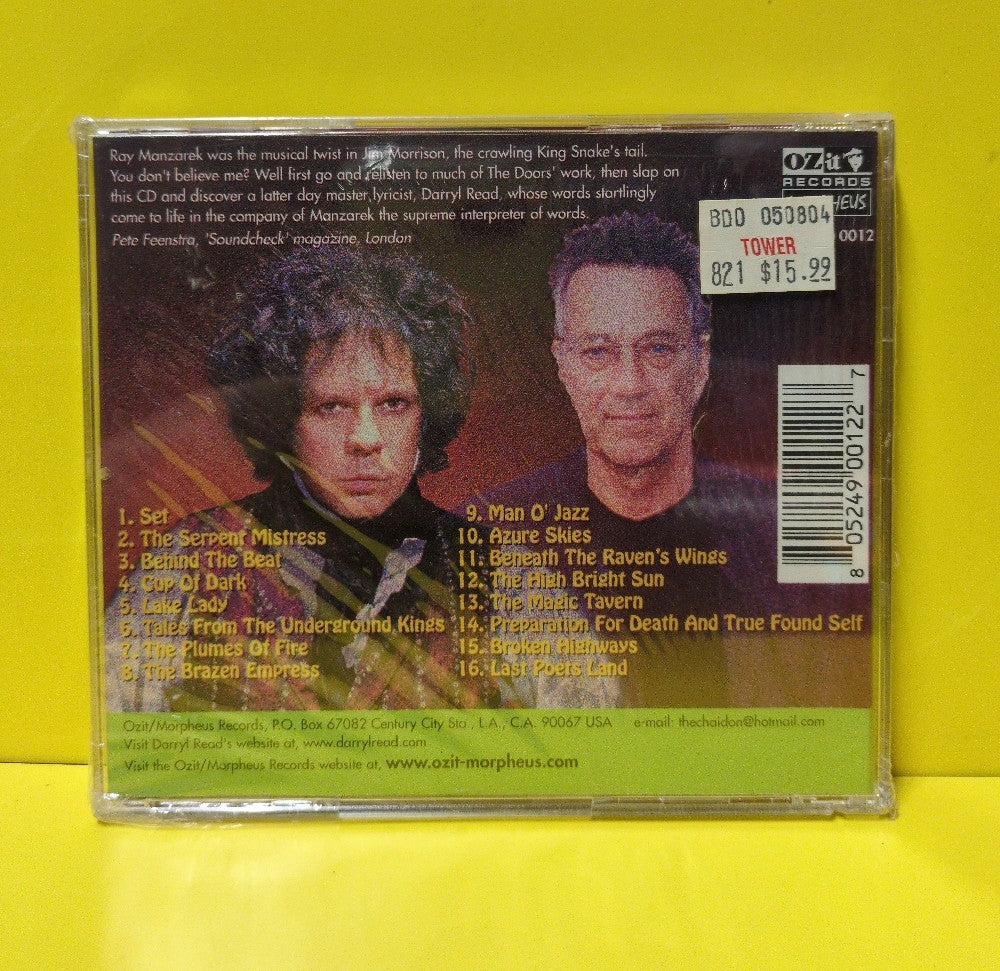 Ray Manzarek was the musical twist in Jim Morrison, the crawling King Snake's tail.
You don't believe me? Well first go and relisten to much of The Doors' work, then slap on
this CD and discover a latter day master lyricist, Darryl Read, whose words startlingly
come to life in the company of Manzarek the supreme interpreter of words.
Pete Feenstra, 'Soundcheck' magazine, London
OZit
RECORDS
HEUS
0012
BDO 050804
TOWER
821 $15.99
8 05249 00122 7
1. Set
2. The Serpent Mistress
3. Behind The Beat
4. Cup Of Dark
5. Lake Lady
6. Tales From The Underground Kings
7. The Plumes Of Fire
8. The Brazen Empress
9. Man O' Jazz
10. Azure Skies
11. Beneath The Raven's Wings
12. The High Bright Sun
13. The Magic Tavern
14. Preparation For Death And True Found Self
15. Broken Highways
16. Last Poets Land
Ozit/Morpheus Records, P.O. Box 67082 Century City Sta., L.A., C.A. 90067 USA e-mail: thechaldon@hotmail.com
Visit Darryl Read's website at, www.darrylread.com
Visit the Ozit/Morpheus Records website at, www.ozit-morpheus.com